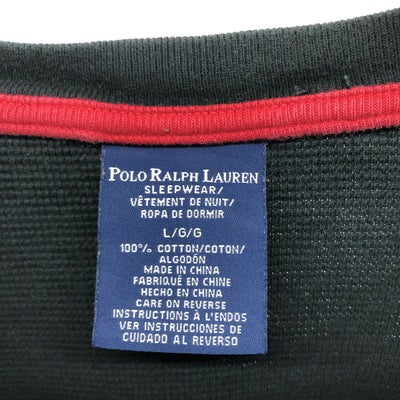 POLO RALPH LAUREN
SLEEPWEAR/
VÊTEMENT DE NUIT/
ROPA DE DORMIR
L/G/G
100% COTTON/COTON/
ALGODÓN
MADE IN CHINA
FABRIQUÉ EN CHINE
HECHO EN CHINA
CARE ON REVERSE
INSTRUCTIONS À L'ENDOS
VER INSTRUCCIONES DE
CUIDADO AL REVERSO